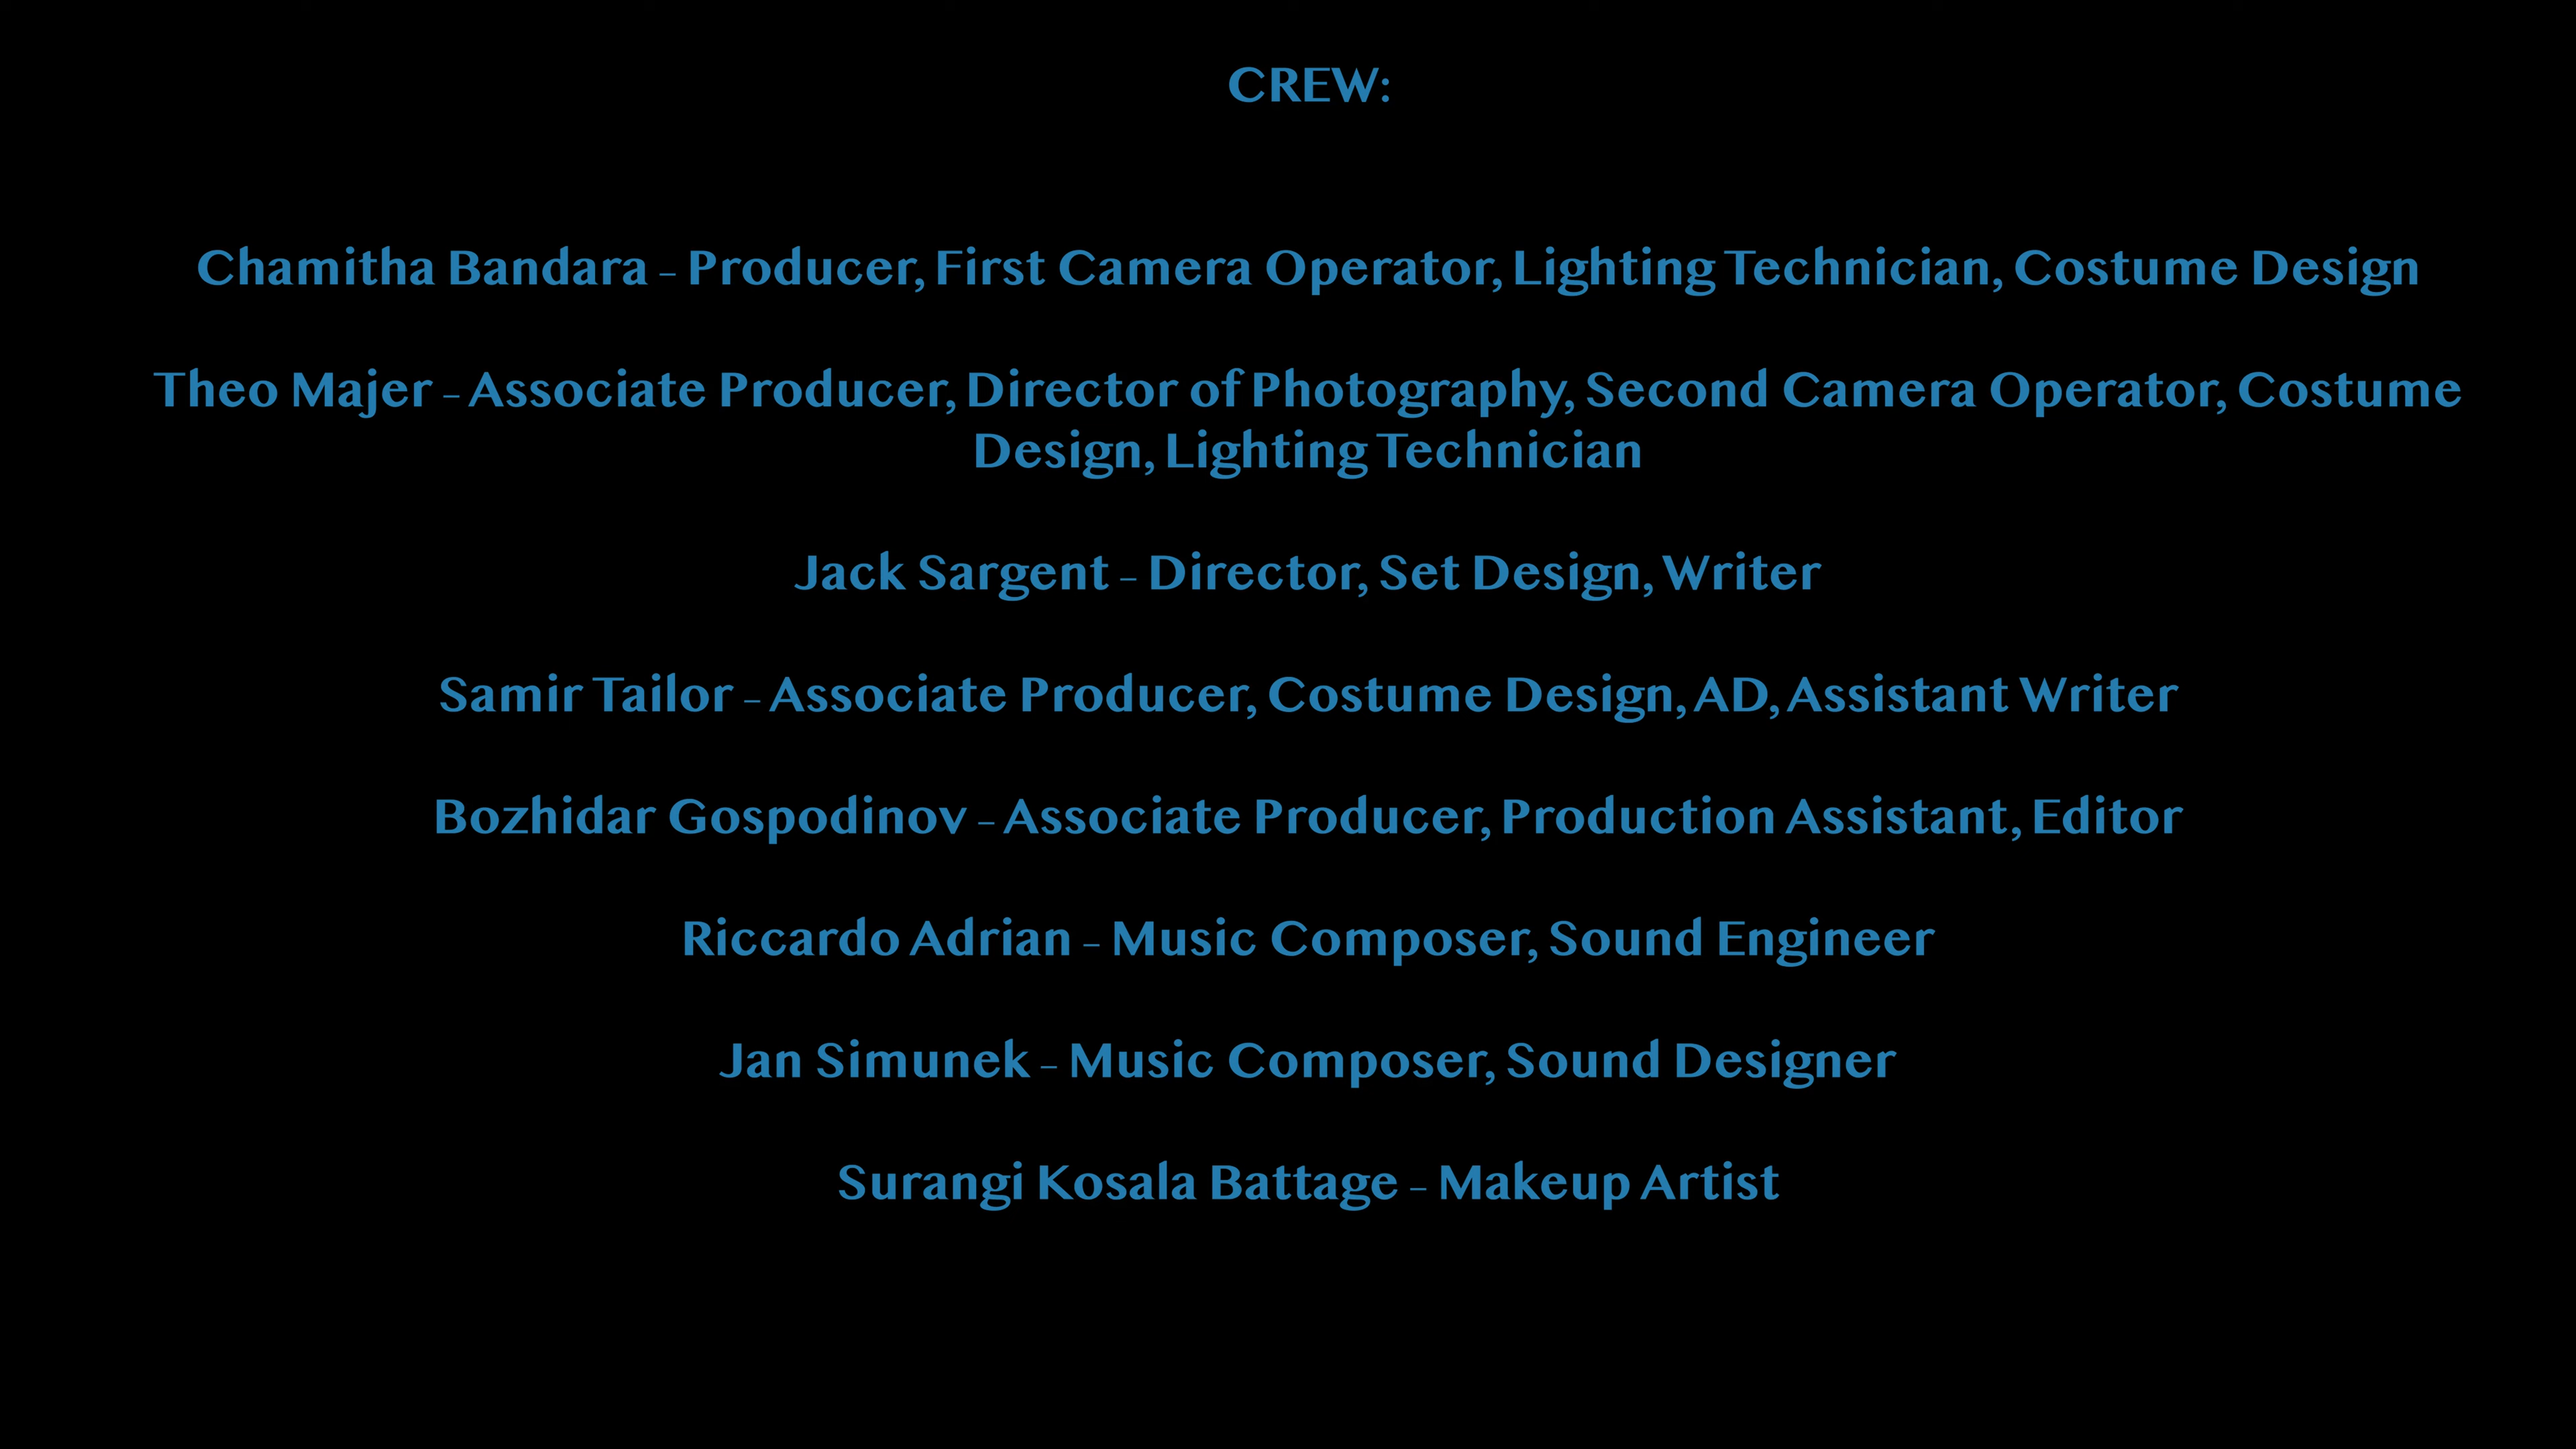 CREW:
Chamitha Bandara – Producer, First Camera Operator, Lighting Technician, Costume Design
Theo Majer – Associate Producer, Director of Photography, Second Camera Operator, Costume
Design, Lighting Technician
Jack Sargent – Director, Set Design, Writer
Samir Tailor – Associate Producer, Costume Design, AD, Assistant Writer
Bozhidar Gospodinov – Associate Producer, Production Assistant, Editor
Riccardo Adrian – Music Composer, Sound Engineer
Jan Simunek – Music Composer, Sound Designer
Surangi Kosala Battage – Makeup Artist